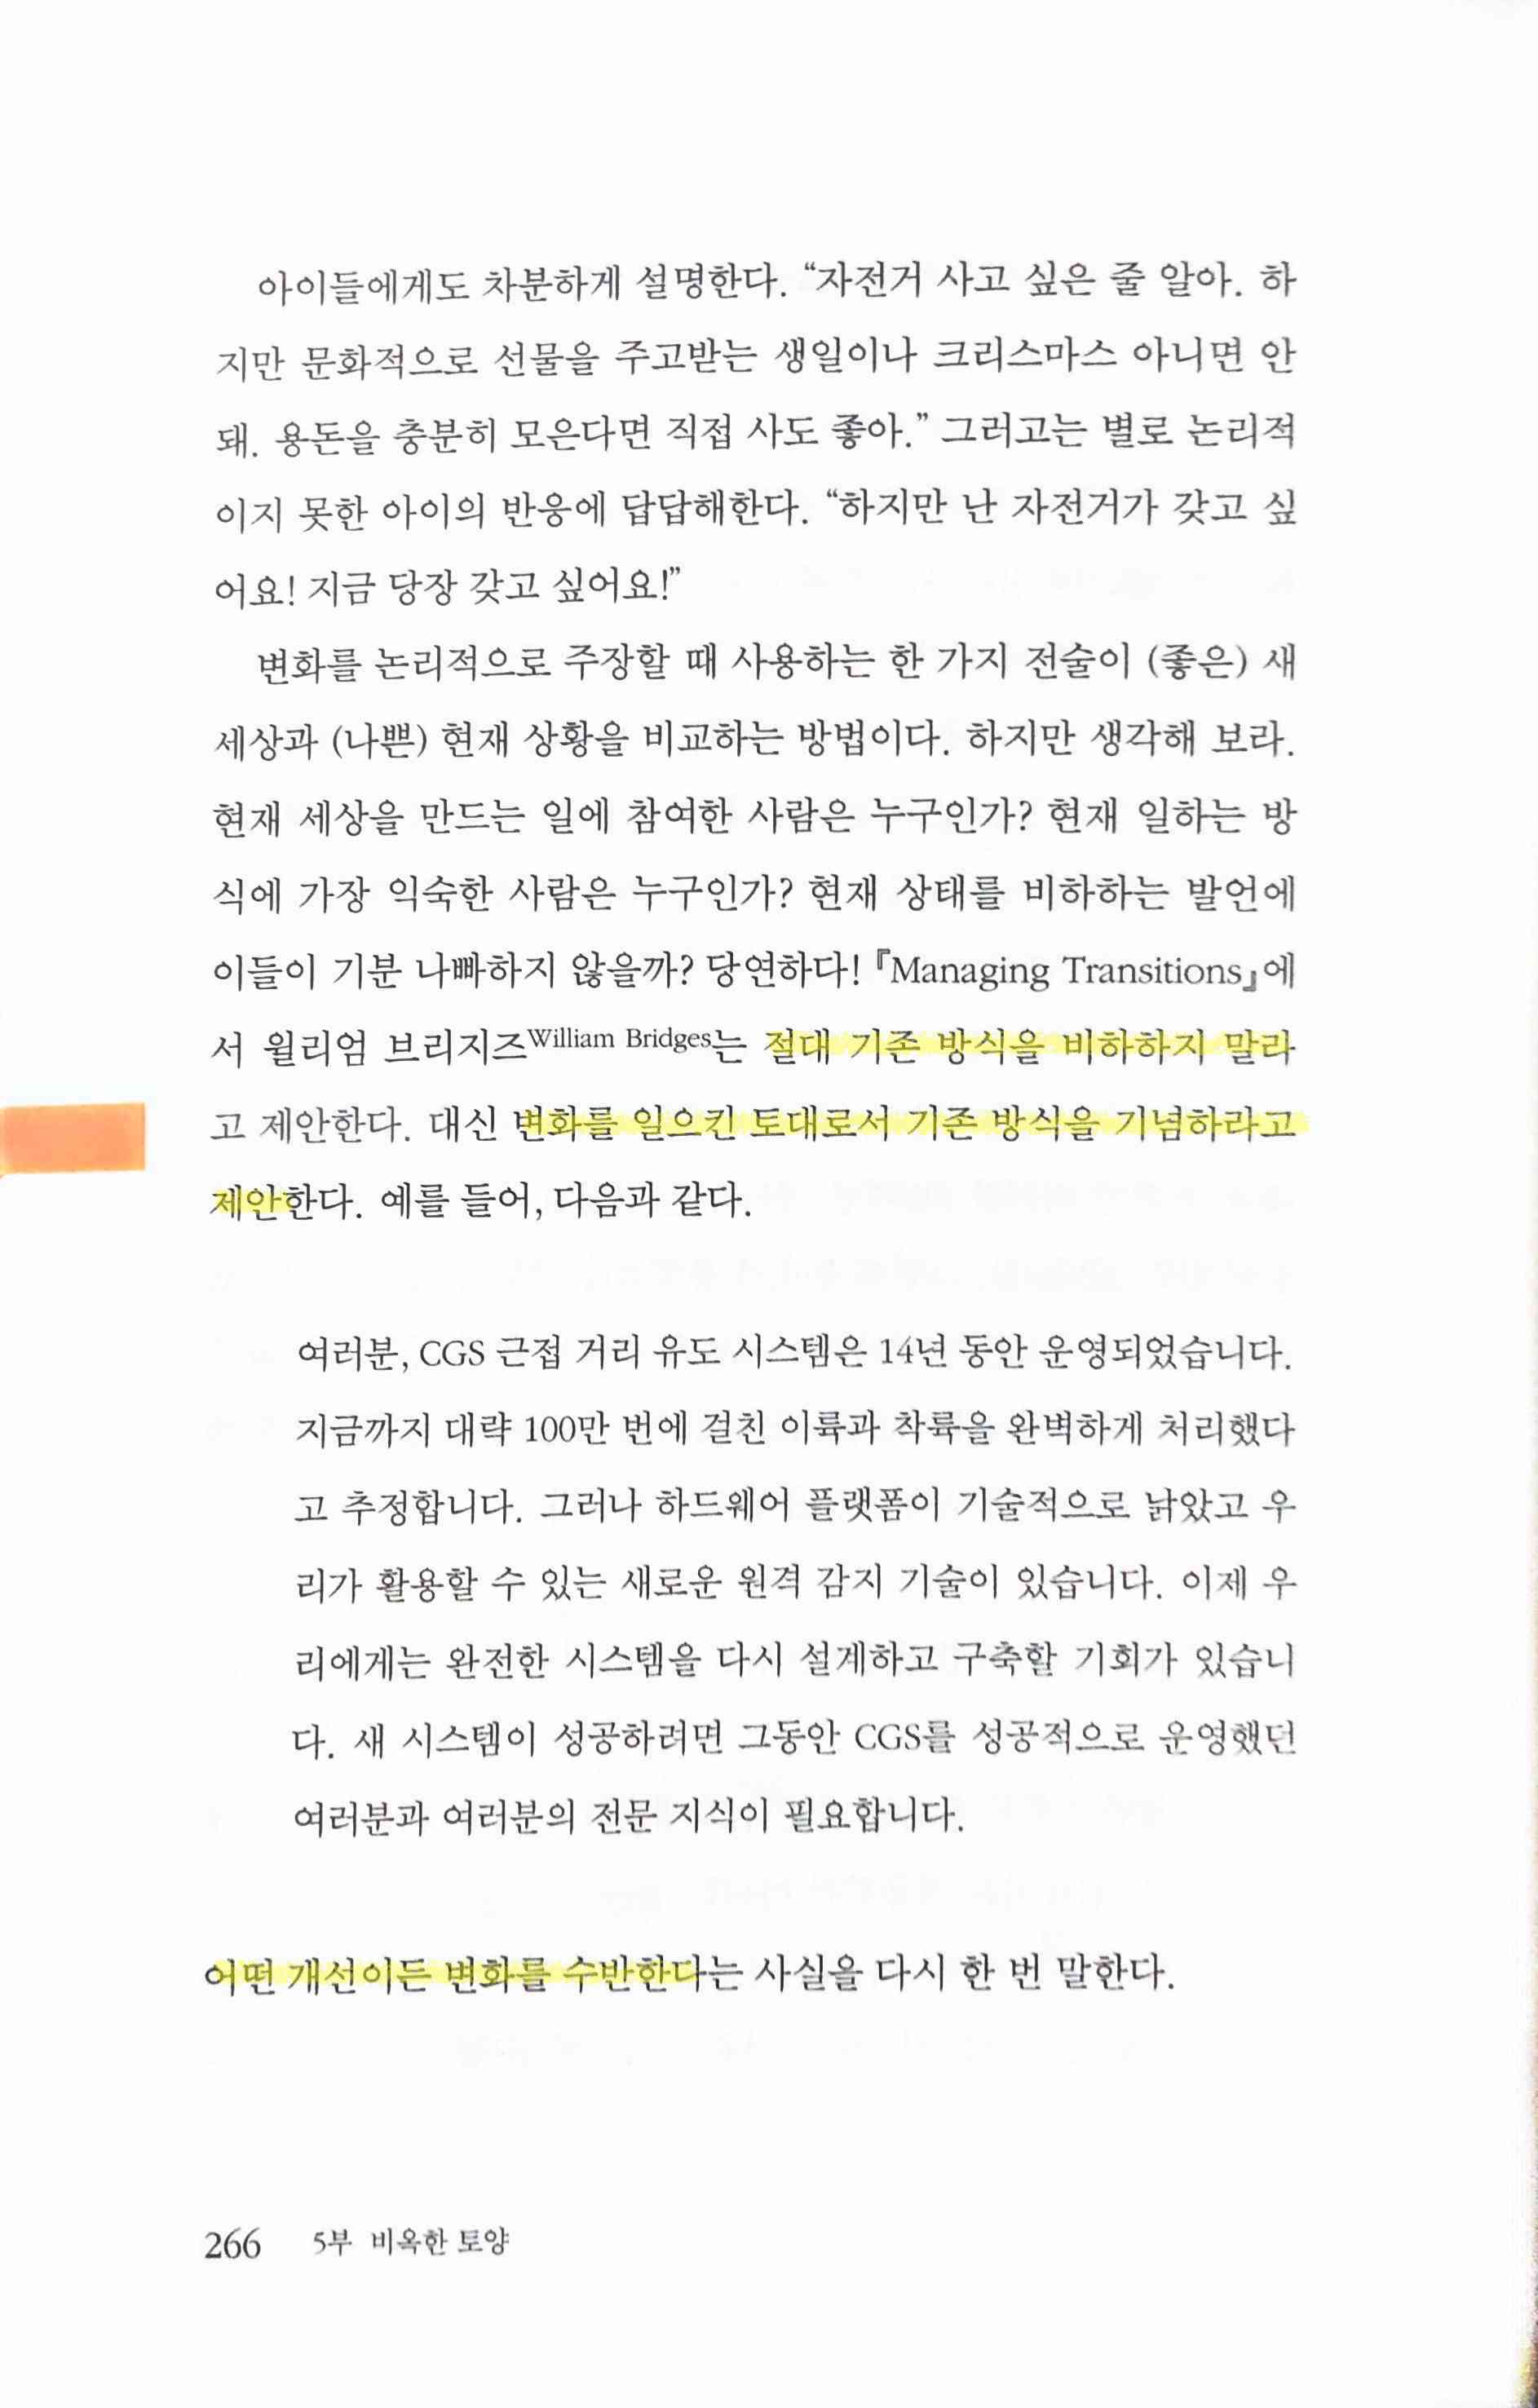 아이들에게도 차분하게 설명한다. “자전거 사고 싶은 줄 알아. 하
지만 문화적으로 선물을 주고받는 생일이나 크리스마스 아니면 안
돼. 용돈을 충분히 모은다면 직접 사도 좋아.” 그러고는 별로 논리적
이지 못한 아이의 반응에 답답해한다. “하지만 난 자전거가 갖고 싶
어요! 지금 당장 갖고 싶어요!”
변화를 논리적으로 주장할 때 사용하는 한 가지 전술이 (좋은) 새
세상과 (나쁜) 현재 상황을 비교하는 방법이다. 하지만 생각해 보라.
현재 세상을 만드는 일에 참여한 사람은 누구인가? 현재 일하는 방
식에 가장 익숙한 사람은 누구인가? 현재 상태를 비하하는 발언에
이들이 기분 나빠하지 않을까? 당연하다! 『Managing Transitions』에
서 윌리엄 브리지즈William Bridges는 절대 기존 방식을 비하하지 말라
고 제안한다. 대신 변화를 일으킨 토대로서 기존 방식을 기념하라고
제안한다. 예를 들어, 다음과 같다.
여러분, CGS 근접 거리 유도 시스템은 14년 동안 운영되었습니다.
지금까지 대략 100만 번에 걸친 이륙과 착륙을 완벽하게 처리했다
고 추정합니다. 그러나 하드웨어 플랫폼이 기술적으로 낡았고 우
리가 활용할 수 있는 새로운 원격 감지 기술이 있습니다. 이제 우
리에게는 완전한 시스템을 다시 설계하고 구축할 기회가 있습니
다. 새 시스템이 성공하려면 그동안 CGS를 성공적으로 운영했던
여러분과 여러분의 전문 지식이 필요합니다.
어떤 개선이든 변화를 수반한다는 사실을 다시 한 번 말한다.
266 5부 비옥한 토양